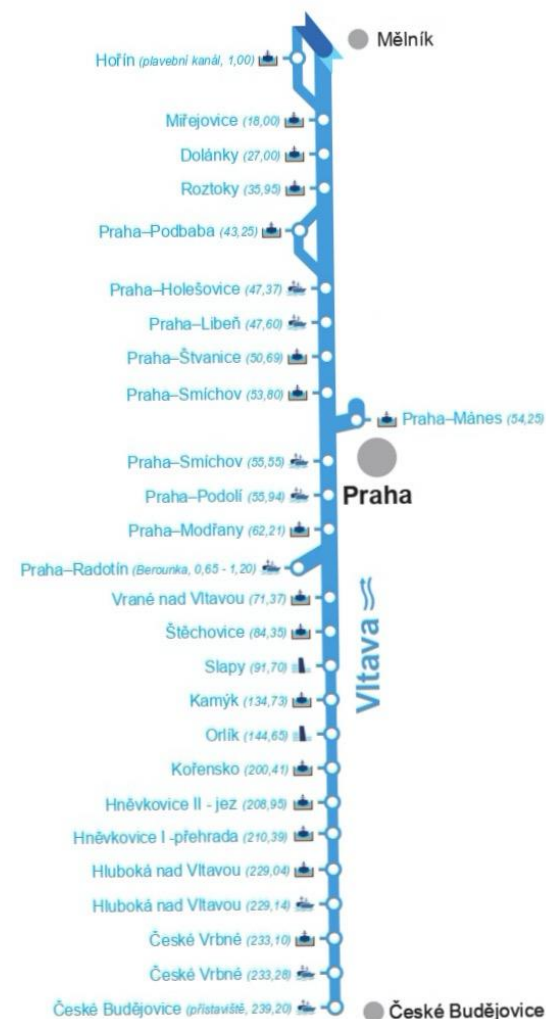 Mělník
Hořín (plavební kanál, 1,00)
Miřejovice (18,00)
Dolánky (27,00)
Roztoky (35,95)
Praha–Podbaba (43,25)
Praha–Holešovice (47,37)
Praha–Libeň (47,60)
Praha–Štvanice (50,69)
Praha–Smíchov (53,80)
Praha–Mánes (54,25)
Praha–Smíchov (55,55)
Praha–Podolí (55,94)
Praha
Praha–Modřany (62,21)
Praha–Radotín (Berounka, 0,65 - 1,20)
Vrané nad Vltavou (71,37)
Štěchovice (84,35)
Vltava
Slapy (91,70)
Kamýk (134,73)
Orlík (144,65)
Kořensko (200,41)
Hněvkovice II - jez (208,95)
Hněvkovice I -přehrada (210,39)
Hluboká nad Vltavou (229,04)
Hluboká nad Vltavou (229,14)
České Vrbné (233,10)
České Vrbné (233,28)
České Budějovice (přístaviště, 239,20)
České Budějovice